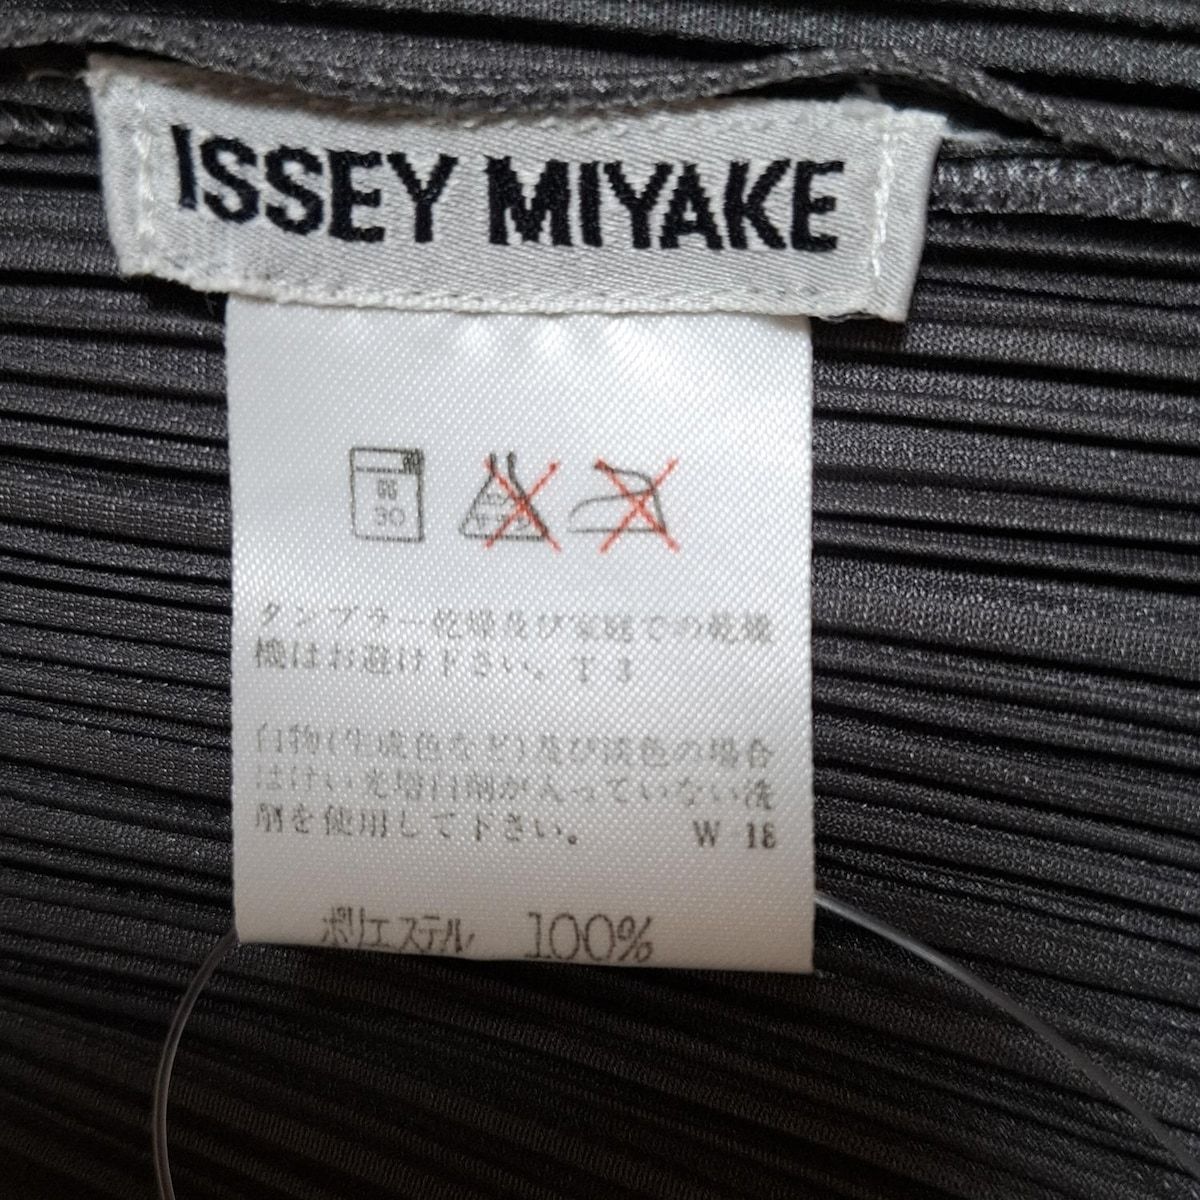 ISSEY MIYAKE
弱
30
タンブラー乾燥及び家庭での乾燥
機はお避け下さい。T 3
白物(生成色など)及び淡色の場合
はけい光増白剤が入っていない洗
剤を使用して下さい。 W 18
ポリエステル 100%